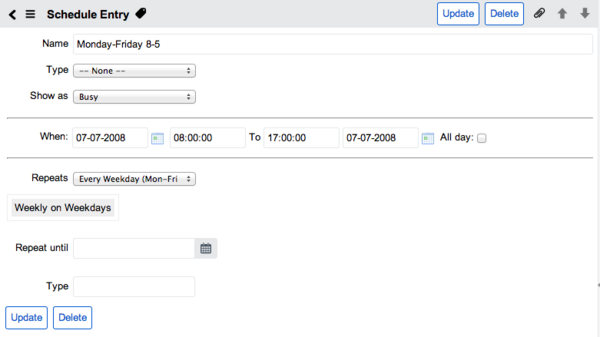 Schedule Entry Update Delete
Name Monday-Friday 8-5
Type -- None --
Show as Busy
When: 07-07-2008 08:00:00 To 17:00:00 07-07-2008 All day:
Repeats Every Weekday (Mon-Fri
Weekly on Weekdays
Repeat until
Type
Update Delete